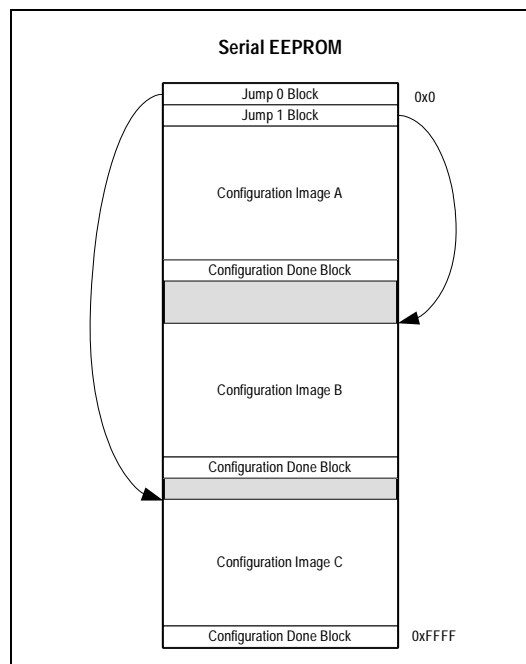 Serial EEPROM
Jump 0 Block
0x0
Jump 1 Block
Configuration Image A
Configuration Done Block
Configuration Image B
Configuration Done Block
Configuration Image C
Configuration Done Block
0xFFFF